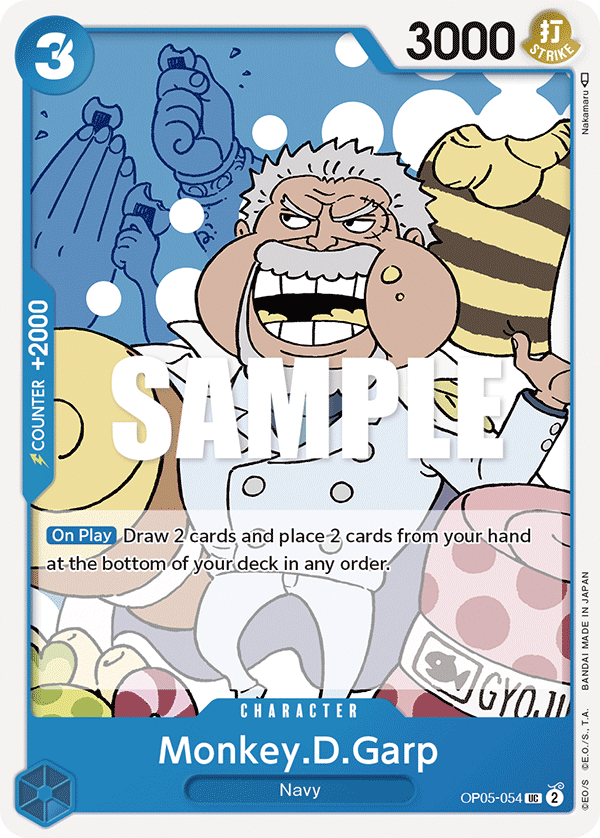 3
3000
打
STRIKE
Nakamaru
COUNTER +2000
SAMPLE
On Play Draw 2 cards and place 2 cards from your hand
at the bottom of your deck in any order.
GYOJI
CHARACTER
Monkey.D.Garp
Navy
OP05-054 UC 2
©E.O./S., T.A. BANDAI MADE IN JAPAN
©EO/S